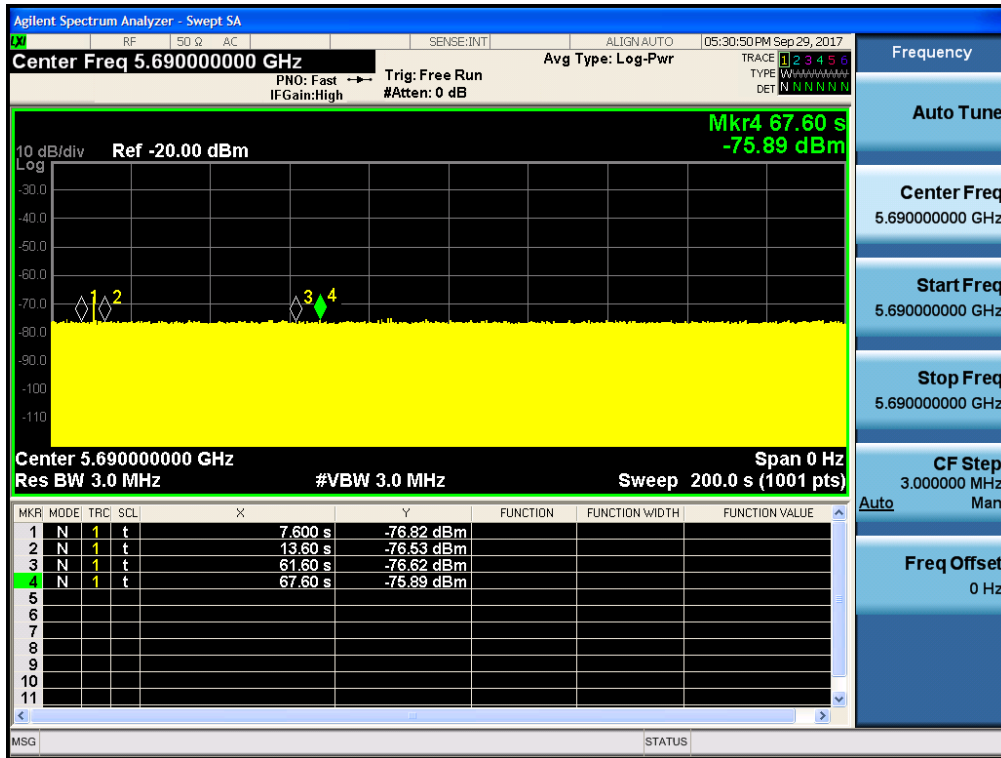 Agilent Spectrum Analyzer - Swept SA
LXI RF 50 Ω AC SENSE:INT ALIGN AUTO 05:30:50 PM Sep 29, 2017
Center Freq 5.690000000 GHz
PNO: Fast
IFGain:High
Trig: Free Run
#Atten: 0 dB
Avg Type: Log-Pwr
TRACE 1 2 3 4 5 6
TYPE W
DET N N N N N N
Mkr4 67.60 s
-75.89 dBm
10 dB/div Ref -20.00 dBm
Log
-30.0
-40.0
-50.0
-60.0
-70.0
-80.0
-90.0
-100
-110
1 2 3 4
Center 5.690000000 GHz Span 0 Hz
Res BW 3.0 MHz #VBW 3.0 MHz Sweep 200.0 s (1001 pts)
MKR MODE TRC SCL X Y FUNCTION FUNCTION WIDTH FUNCTION VALUE
1 N 1 t 7.600 s -76.82 dBm
2 N 1 t 13.60 s -76.53 dBm
3 N 1 t 61.60 s -76.62 dBm
4 N 1 t 67.60 s -75.89 dBm
5
6
7
8
9
10
11
MSG STATUS
Frequency
Auto Tune
Center Freq
5.690000000 GHz
Start Freq
5.690000000 GHz
Stop Freq
5.690000000 GHz
CF Step
3.000000 MHz
Auto Man
Freq Offset
0 Hz